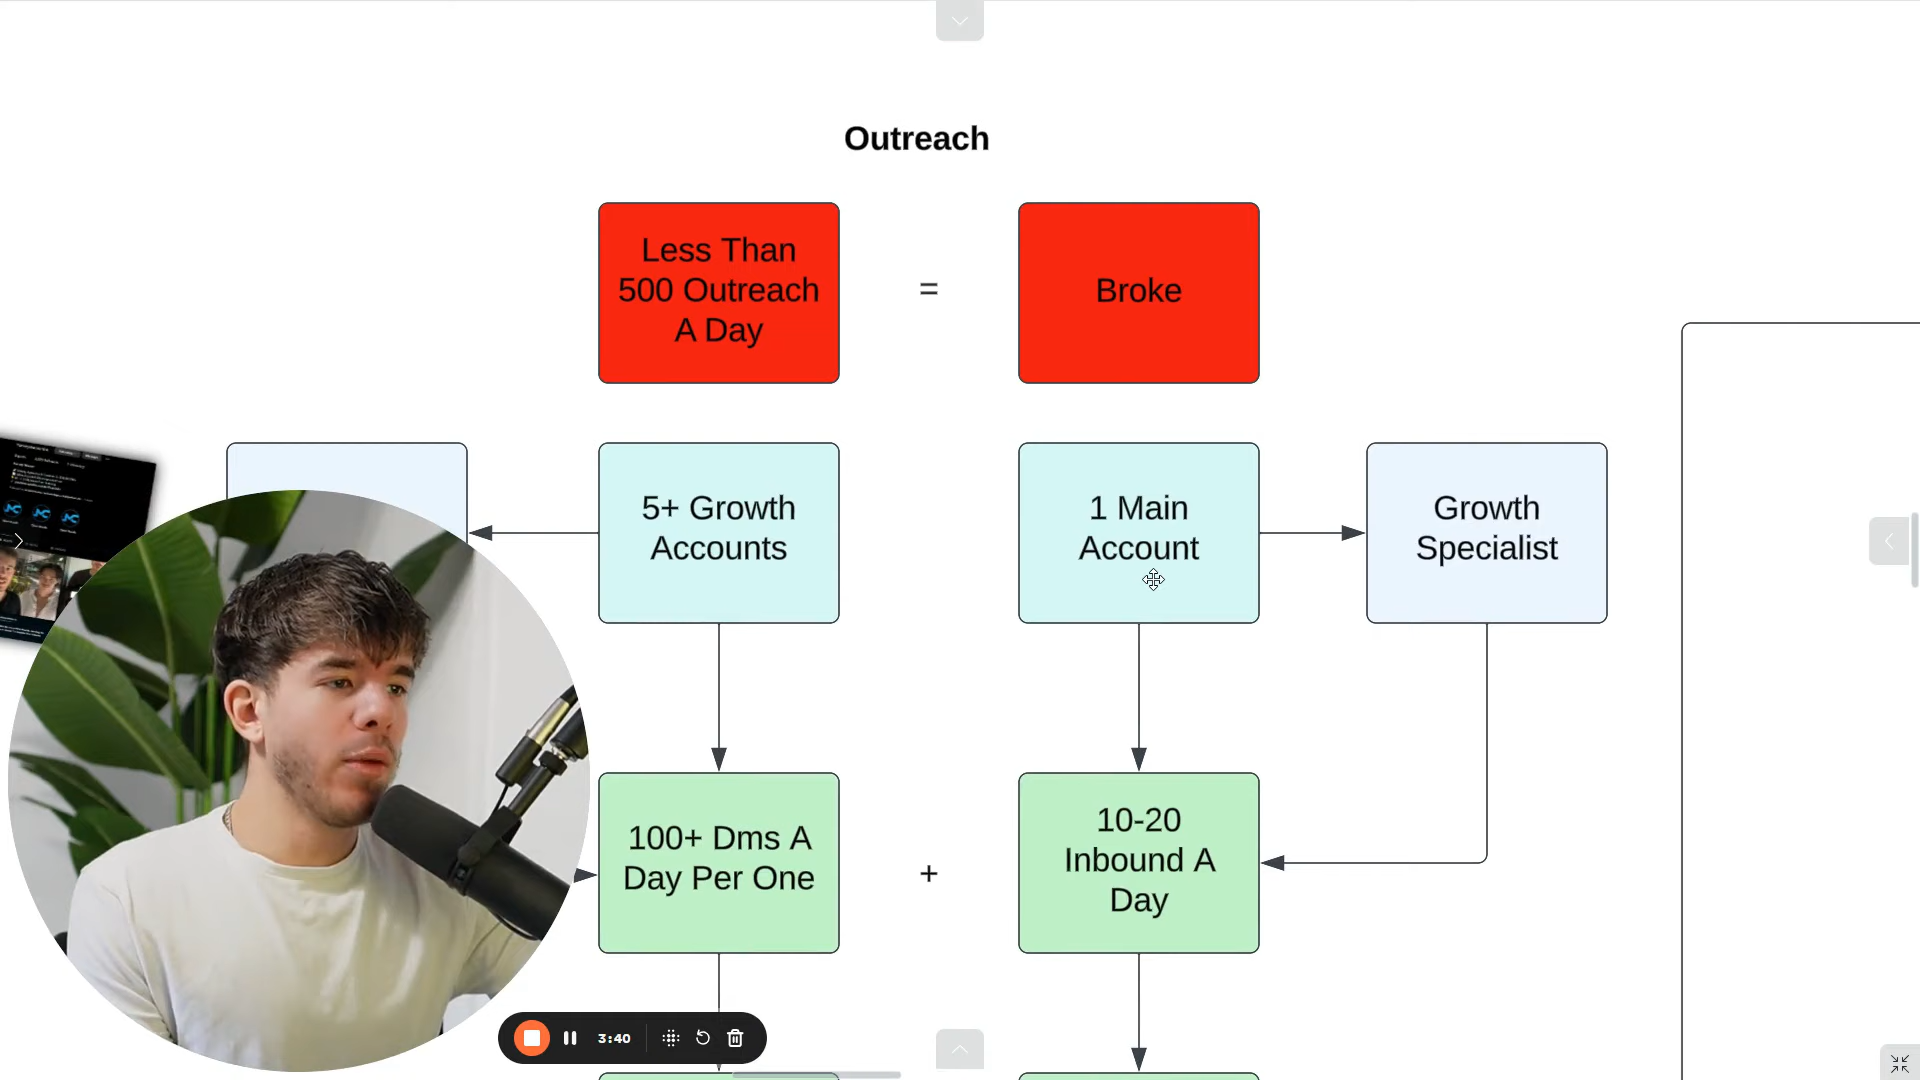 Outreach
Less Than
500 Outreach
A Day
=
Broke
5+ Growth
Accounts
1 Main
Account
Growth
Specialist
100+ Dms A
Day Per One
+
10-20
Inbound A
Day
3:40